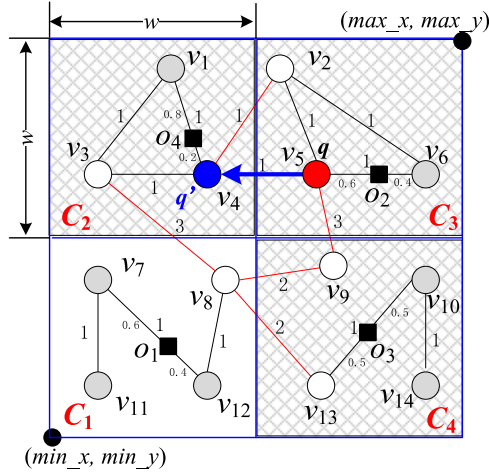 w
(max_x, max_y)
w
v1
v2
1
0.8
1
1
1
1
o4
0.2
v3
1
q'
v4
1
v5
q
1
0.6
o2
0.4
v6
C2
3
3
C3
v7
v8
2
v9
v10
1
0.6
1
o1
0.4
1
2
1
0.5
o3
0.5
1
v11
v12
v13
v14
C1
C4
(min_x, min_y)